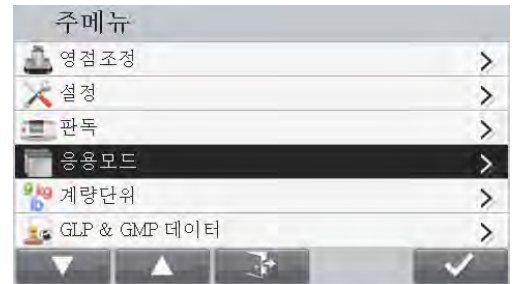 주메뉴
영점조정
설정
판독
응용모드
계량단위
GLP & GMP 데이터